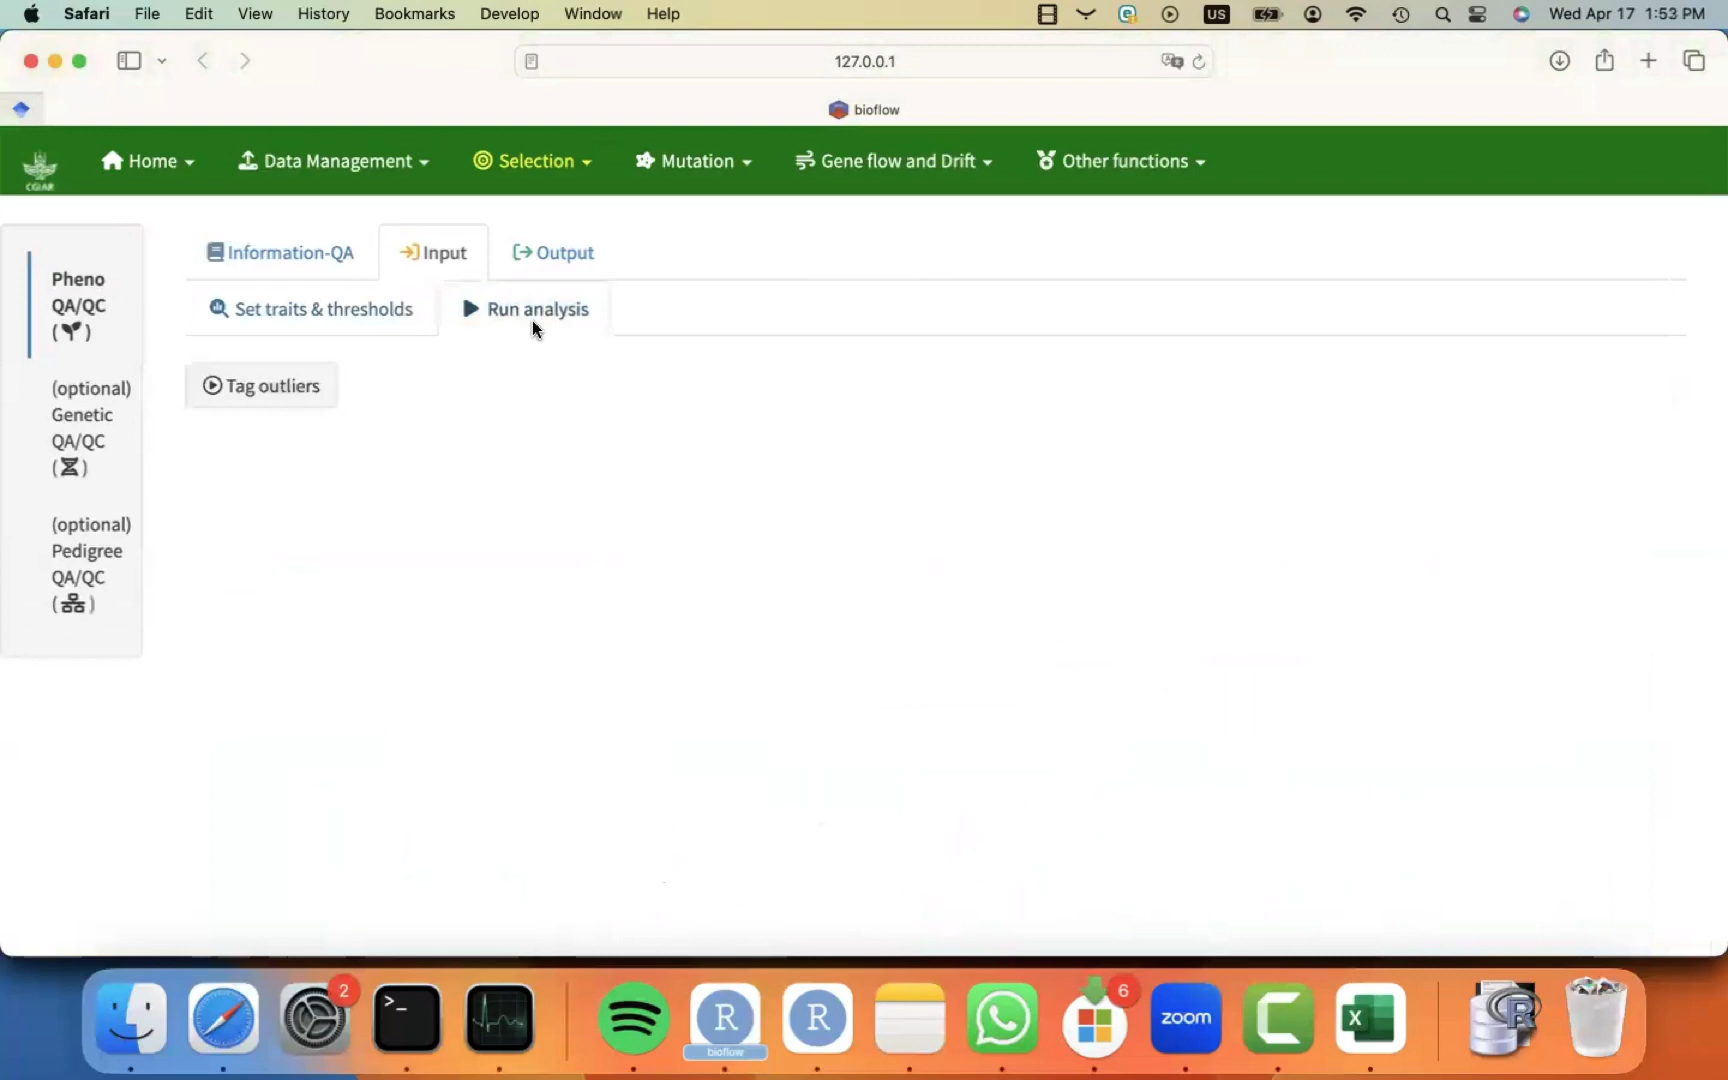 Safari File Edit View History Bookmarks Develop Window Help US Wed Apr 17 1:53 PM
127.0.0.1
bioflow
CGIAR Home Data Management Selection Mutation Gene flow and Drift Other functions
Information-QA Input Output
Set traits & thresholds Run analysis
Tag outliers
Pheno
QA/QC
( )
(optional)
Genetic
QA/QC
( )
(optional)
Pedigree
QA/QC
( )
2
6
>_
R
R
zoom
C
X
R
bioflow